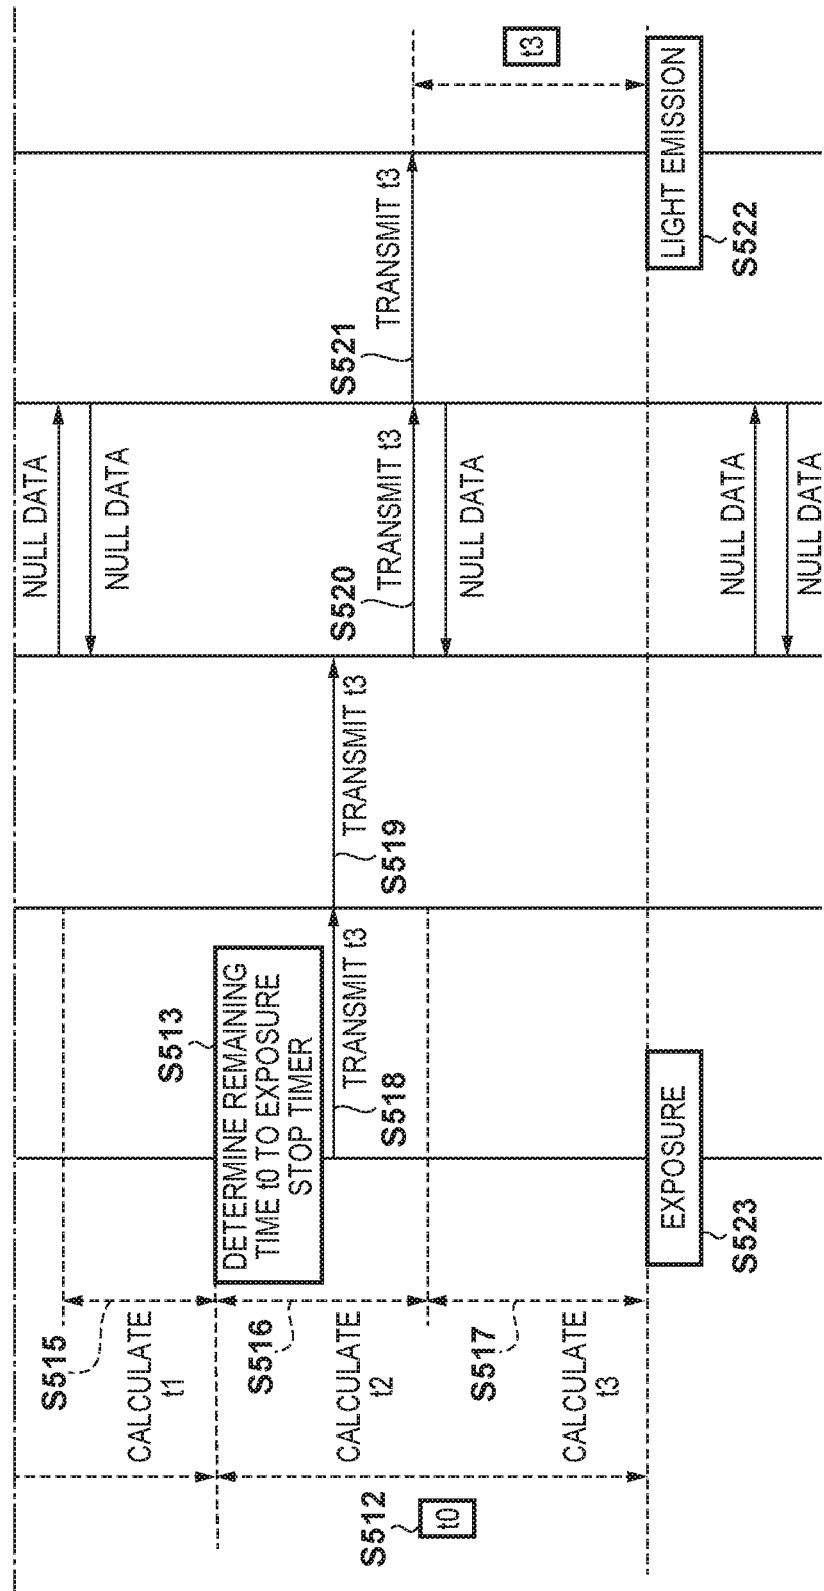 S515
CALCULATE
t1
S516
CALCULATE
t2
S517
CALCULATE
t3
S512
t0
S513
DETERMINE REMAINING
TIME t0 TO EXPOSURE
STOP TIMER
TRANSMIT t3
S518
EXPOSURE
S523
TRANSMIT t3
S519
NULL DATA
NULL DATA
S520
TRANSMIT t3
NULL DATA
NULL DATA
NULL DATA
S521
TRANSMIT t3
t3
LIGHT EMISSION
S522